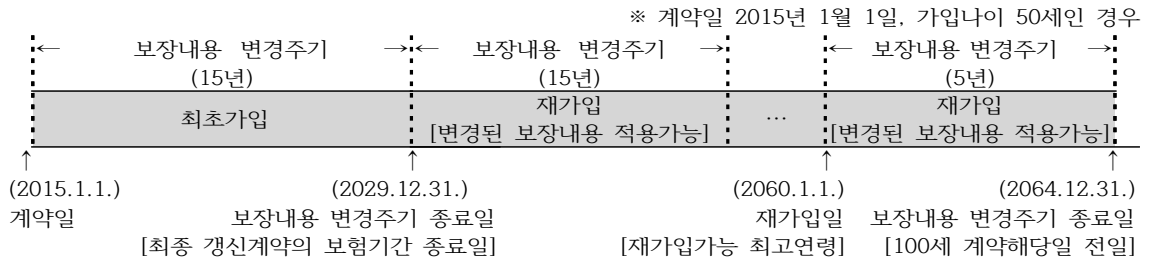 ※ 계약일 2015년 1월 1일, 가입나이 50세인 경우
← 보장내용 변경주기 → ← 보장내용 변경주기 → ← 보장내용 변경주기 →
(15년) (15년) (5년)
최초가입 재가입 … 재가입
[변경된 보장내용 적용가능] [변경된 보장내용 적용가능]
↑ ↑ ↑ ↑
(2015.1.1.) (2029.12.31.) (2060.1.1.) (2064.12.31.)
계약일 보장내용 변경주기 종료일 재가입일 보장내용 변경주기 종료일
[최종 갱신계약의 보험기간 종료일] [재가입가능 최고연령] [100세 계약해당일 전일]